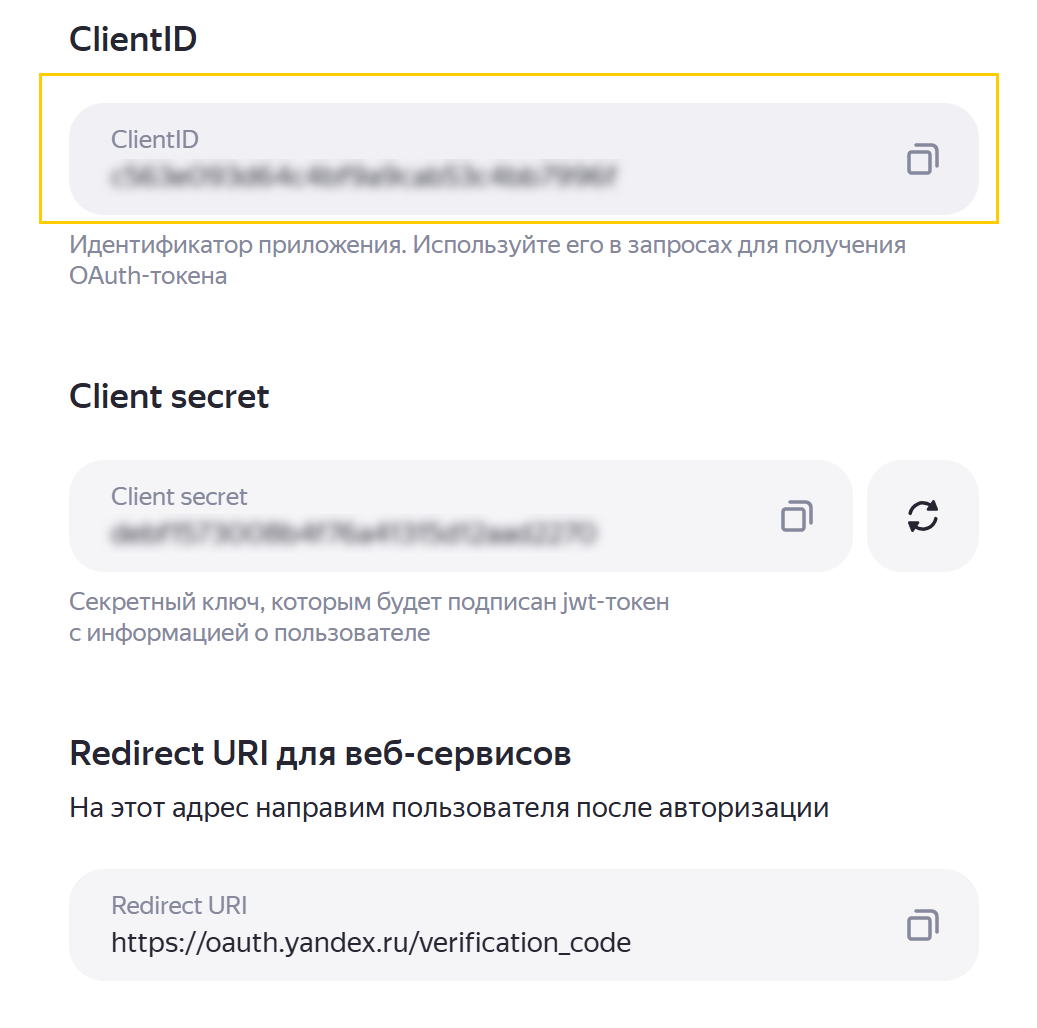 ClientID
ClientID
Идентификатор приложения. Используйте его в запросах для получения
OAuth-токена
Client secret
Client secret
Секретный ключ, которым будет подписан jwt-токен
с информацией о пользователе
Redirect URI для веб-сервисов
На этот адрес направим пользователя после авторизации
Redirect URI
https://oauth.yandex.ru/verification_code